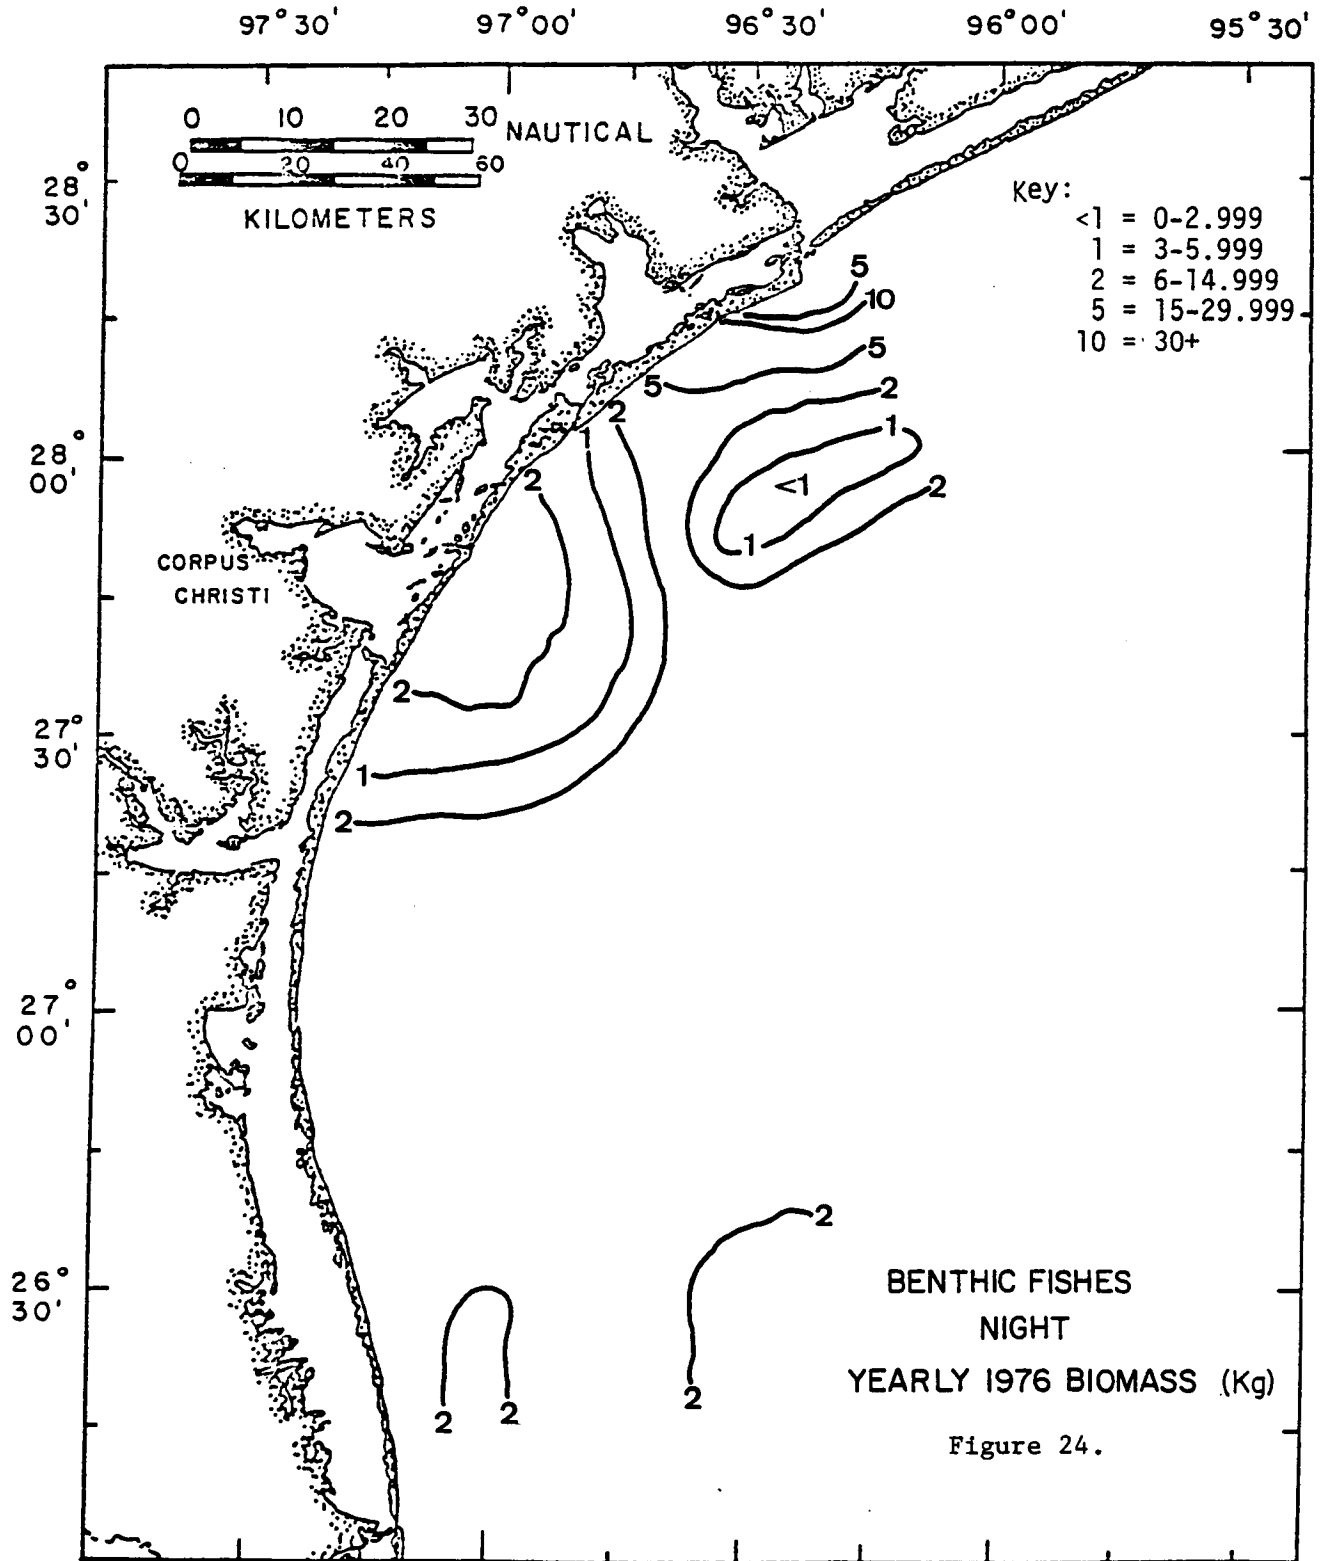 97°30' 97°00' 96°30' 96°00' 95°30'
0 10 20 30 NAUTICAL
0 20 40 60
KILOMETERS
28°
30'
Key:
<1 = 0-2.999
1 = 3-5.999
2 = 6-14.999
5 = 15-29.999
10 = 30+
5
10
5
5
2
2
1
1
28°
00'
2
<1
2
1
CORPUS
CHRISTI
2
27°
30'
1
2
27°
00'
2
26°
30'
BENTHIC FISHES
NIGHT
YEARLY 1976 BIOMASS (Kg)
2 2 2
Figure 24.